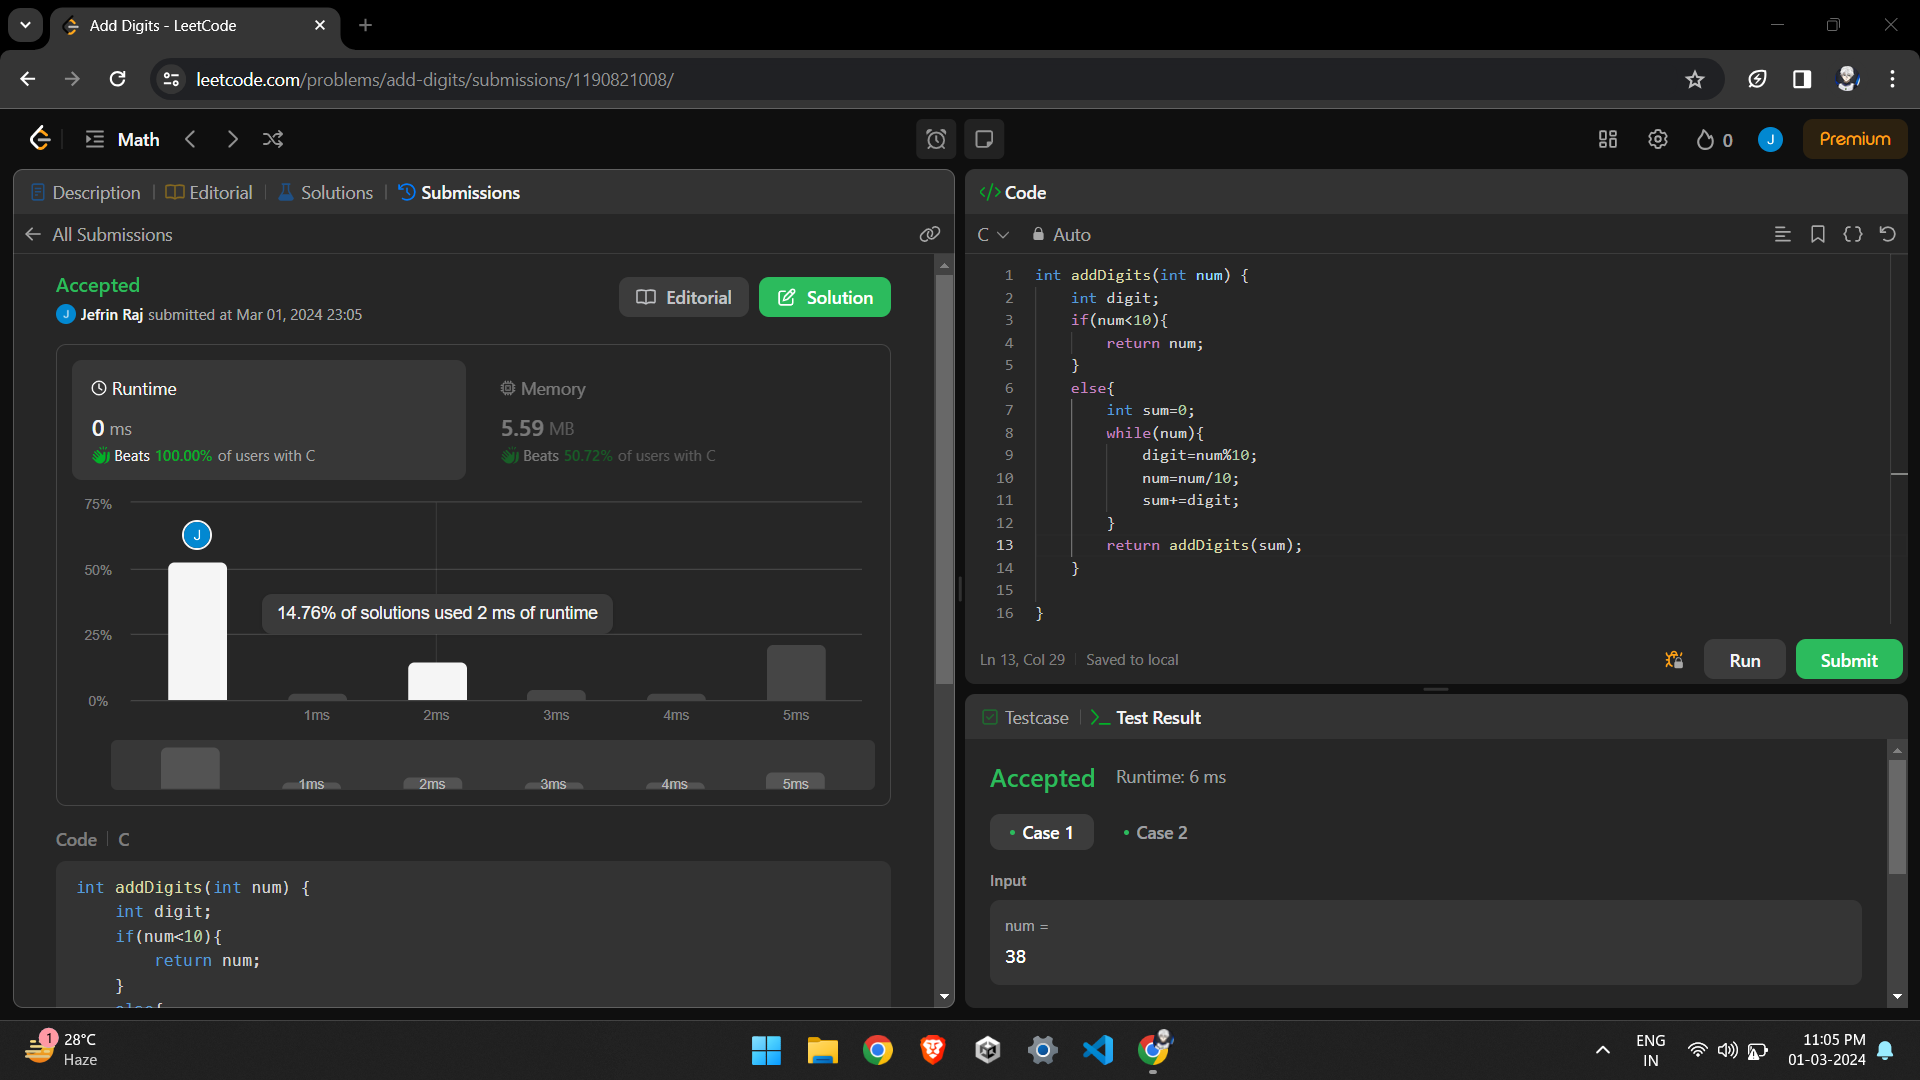 Add Digits - LeetCode
leetcode.com/problems/add-digits/submissions/1190821008/
Math
0
J
Premium
Description
Editorial
Solutions
Submissions
All Submissions
Accepted
J
Jefrin Raj submitted at Mar 01, 2024 23:05
Editorial
Solution
Runtime
0 ms
Beats 100.00% of users with C
Memory
5.59 MB
Beats 50.72% of users with C
75%
50%
25%
0%
J
14.76% of solutions used 2 ms of runtime
1ms
2ms
3ms
4ms
5ms
1ms
2ms
3ms
4ms
5ms
Code
C
int addDigits(int num) {
int digit;
if(num<10){
return num;
}
else{
</> Code
C
Auto
1 int addDigits(int num) {
2 int digit;
3 if(num<10){
4 return num;
5 }
6 else{
7 int sum=0;
8 while(num){
9 digit=num%10;
10 num=num/10;
11 sum+=digit;
12 }
13 return addDigits(sum);
14 }
15
16 }
Ln 13, Col 29
Saved to local
Run
Submit
Testcase
Test Result
Accepted
Runtime: 6 ms
Case 1
Case 2
Input
num =
38
1
28°C
Haze
ENG
IN
11:05 PM
01-03-2024